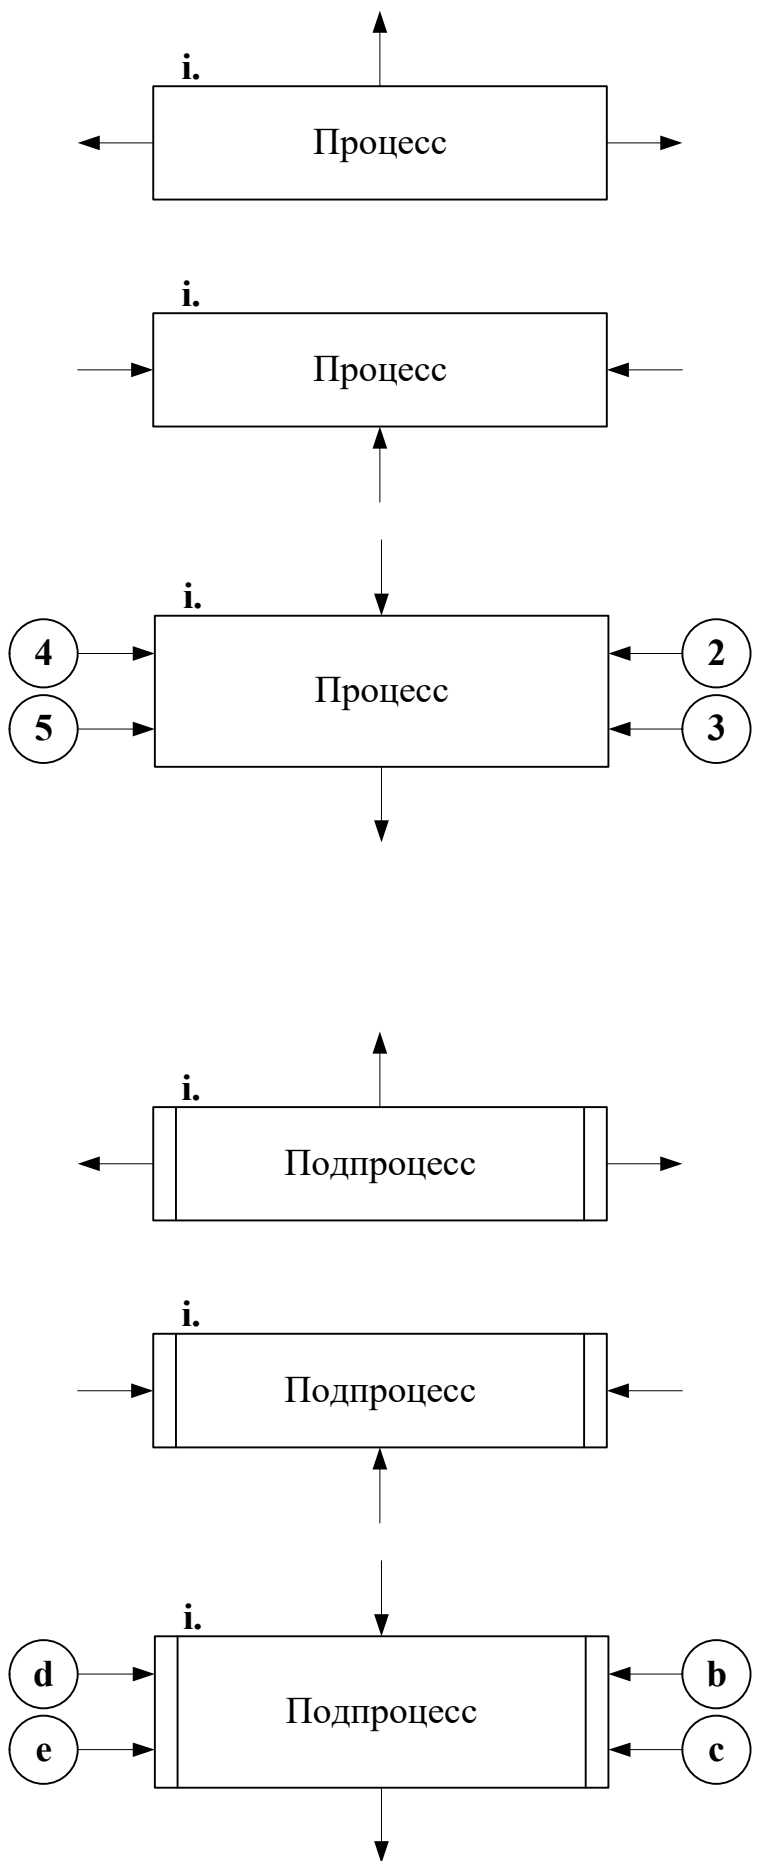 i.
Процесс
i.
Процесс
i.
4 2
Процесс
5 3
i.
Подпроцесс
i.
Подпроцесс
i.
d b
Подпроцесс
e c